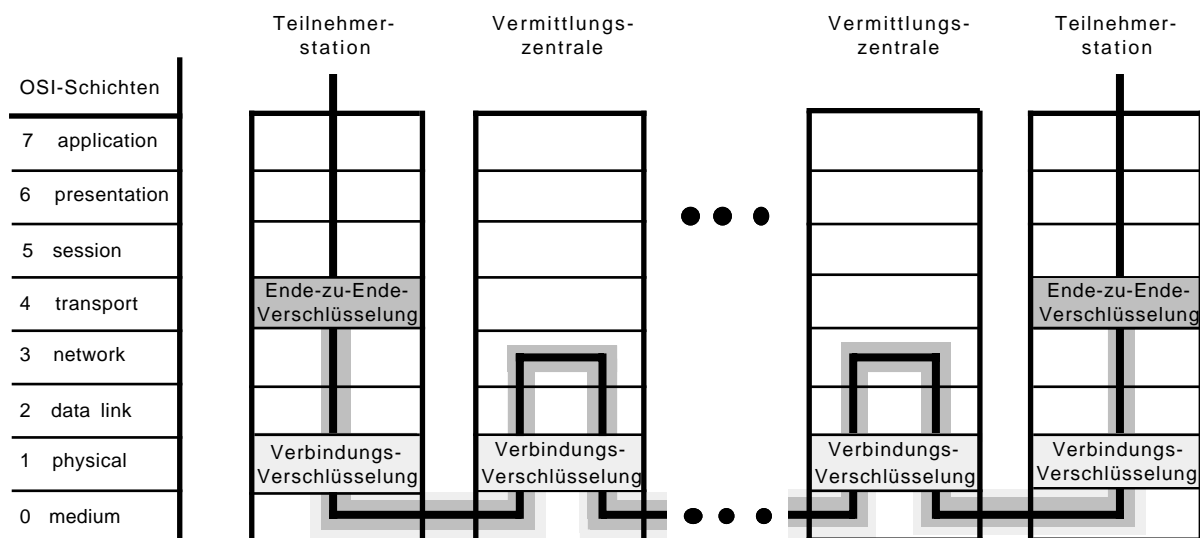 Teilnehmer-
station
Vermittlungs-
zentrale
Vermittlungs-
zentrale
Teilnehmer-
station
OSI-Schichten
7 application
6 presentation
5 session
4 transport
3 network
2 data link
1 physical
0 medium
Ende-zu-Ende-
Verschlüsselung
Ende-zu-Ende-
Verschlüsselung
Verbindungs-
Verschlüsselung
Verbindungs-
Verschlüsselung
Verbindungs-
Verschlüsselung
Verbindungs-
Verschlüsselung